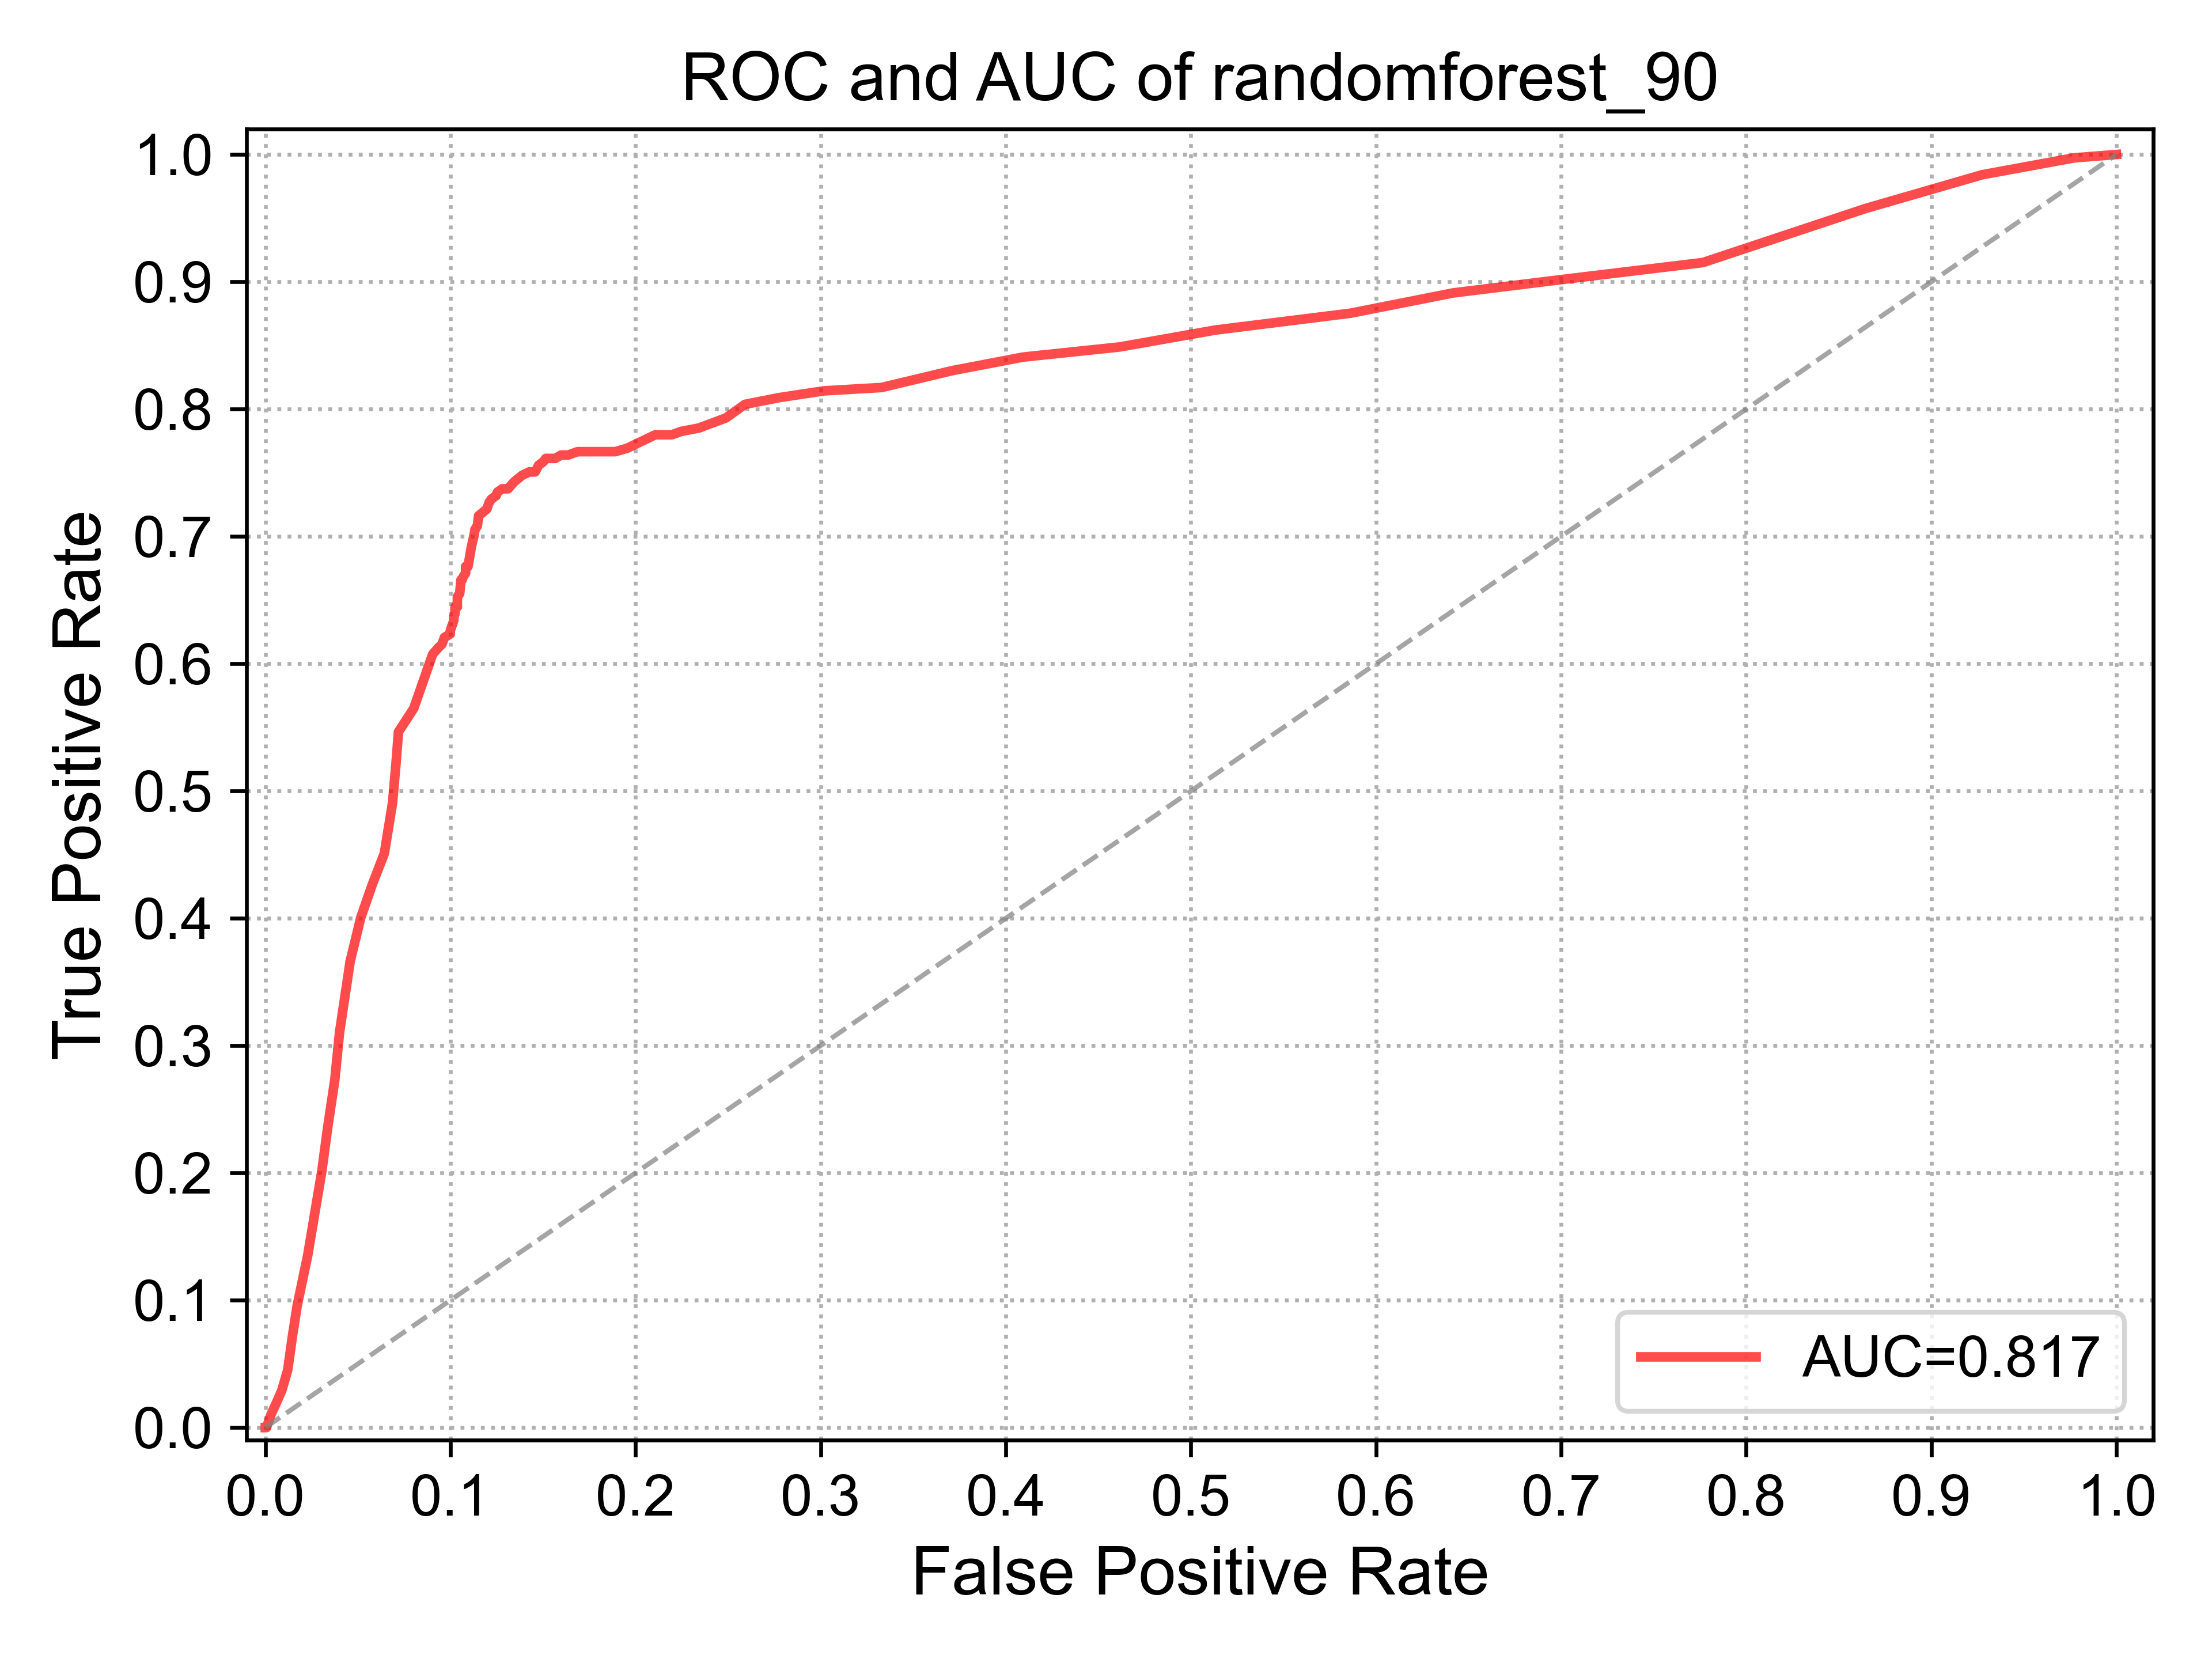 ROC and AUC of randomforest_90
True Positive Rate
1.0
0.9
0.8
0.7
0.6
0.5
0.4
0.3
0.2
0.1
0.0
AUC=0.817
0.0 0.1 0.2 0.3 0.4 0.5 0.6 0.7 0.8 0.9 1.0
False Positive Rate